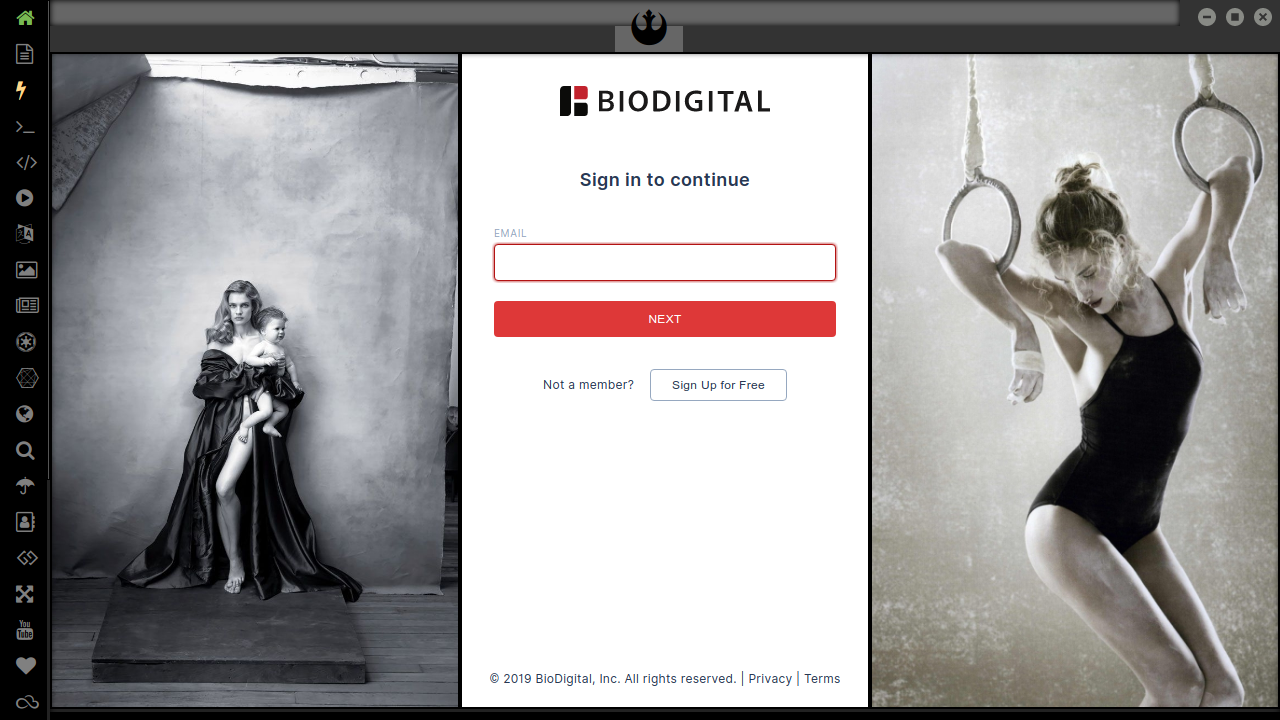 BIODIGITAL
Sign in to continue
EMAIL
NEXT
Not a member? Sign Up for Free
© 2019 BioDigital, Inc. All rights reserved. | Privacy | Terms
You
Tube